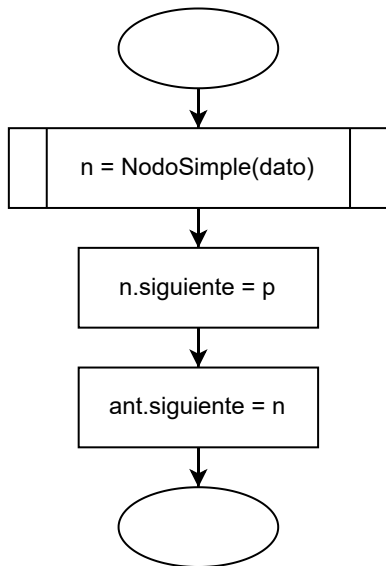 n = NodoSimple(dato)
n.siguiente = p
ant.siguiente = n